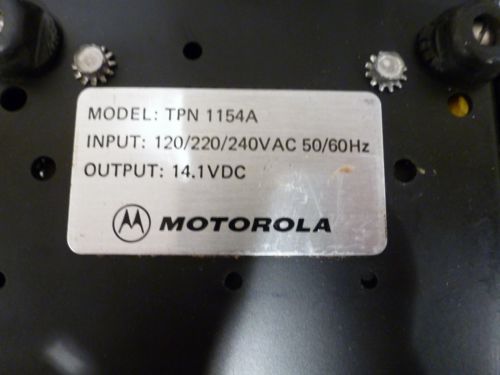 MODEL: TPN 1154A
INPUT: 120/220/240VAC 50/60Hz
OUTPUT: 14.1VDC
MOTOROLA